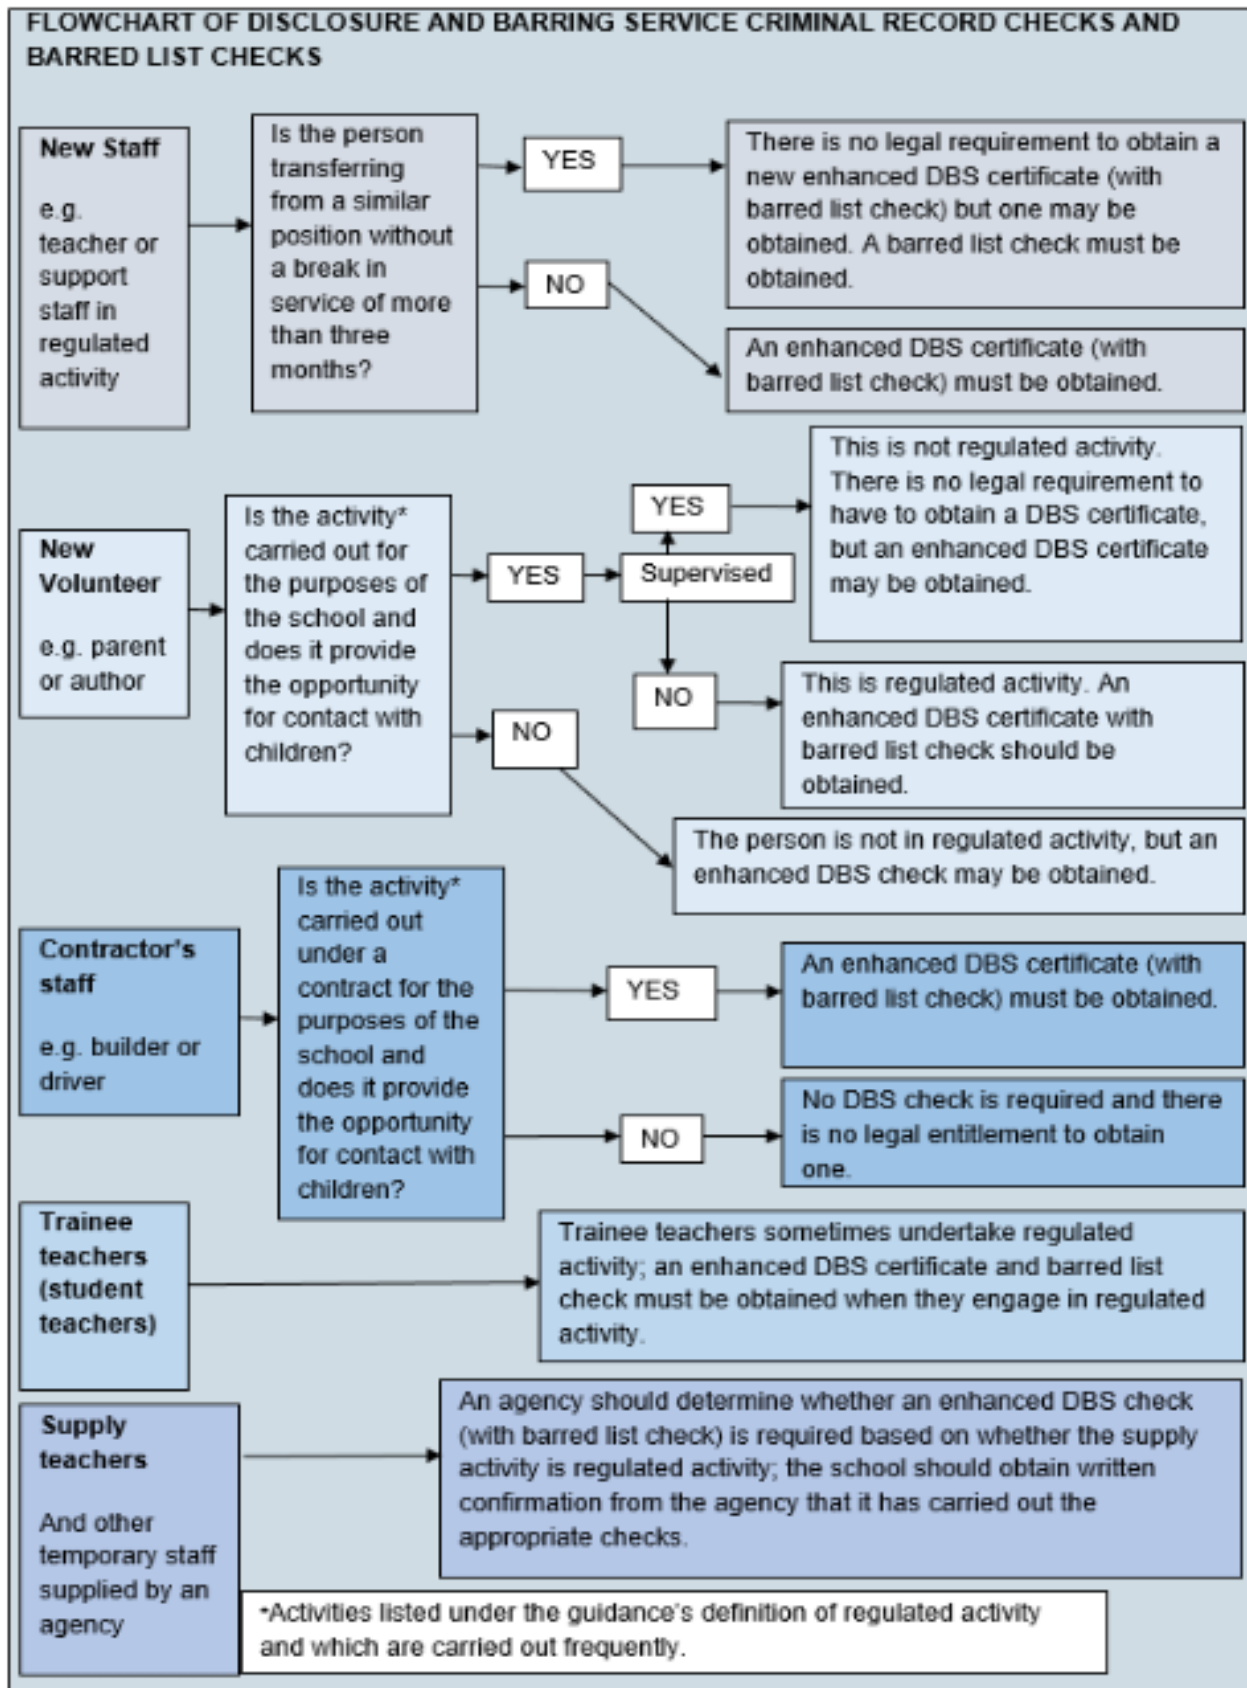 FLOWCHART OF DISCLOSURE AND BARRING SERVICE CRIMINAL RECORD CHECKS AND
BARRED LIST CHECKS
New Staff
e.g.
teacher or
support
staff in
regulated
activity
Is the person
transferring
from a similar
position without
a break in
service of more
than three
months?
YES
There is no legal requirement to obtain a
new enhanced DBS certificate (with
barred list check) but one may be
obtained. A barred list check must be
obtained.
NO
An enhanced DBS certificate (with
barred list check) must be obtained.
New
Volunteer
e.g. parent
or author
Is the activity*
carried out for
the purposes of
the school and
does it provide
the opportunity
for contact with
children?
YES
Supervised
YES
This is not regulated activity.
There is no legal requirement to
have to obtain a DBS certificate,
but an enhanced DBS certificate
may be obtained.
NO
This is regulated activity. An
enhanced DBS certificate with
barred list check should be
obtained.
NO
The person is not in regulated activity, but an
enhanced DBS check may be obtained.
Contractor's
staff
e.g. builder or
driver
Is the activity*
carried out
under a
contract for the
purposes of the
school and
does it provide
the opportunity
for contact with
children?
YES
An enhanced DBS certificate (with
barred list check) must be obtained.
NO
No DBS check is required and there
is no legal entitlement to obtain
one.
Trainee
teachers
(student
teachers)
Trainee teachers sometimes undertake regulated
activity; an enhanced DBS certificate and barred list
check must be obtained when they engage in regulated
activity.
Supply
teachers
And other
temporary staff
supplied by an
agency
An agency should determine whether an enhanced DBS check
(with barred list check) is required based on whether the supply
activity is regulated activity; the school should obtain written
confirmation from the agency that it has carried out the
appropriate checks.
*Activities listed under the guidance's definition of regulated activity
and which are carried out frequently.